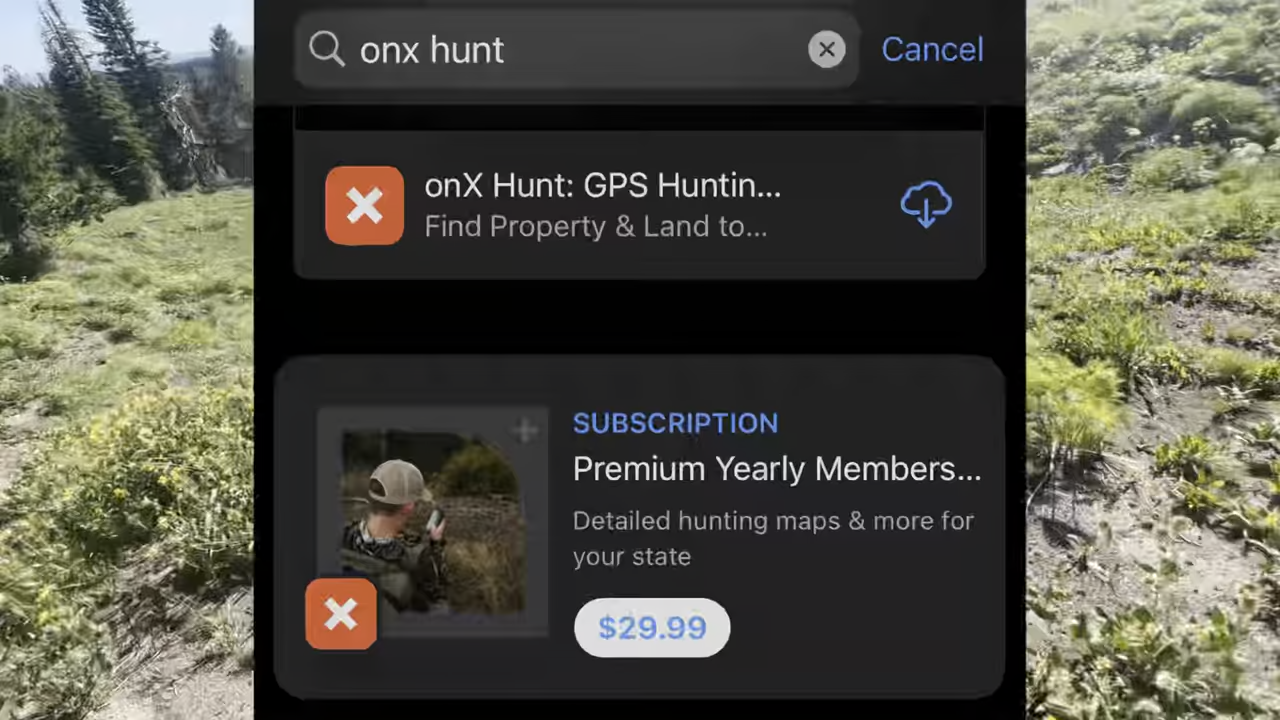 onx hunt
Cancel
onX Hunt: GPS Huntin...
Find Property & Land to...
SUBSCRIPTION
Premium Yearly Members...
Detailed hunting maps & more for
your state
$29.99